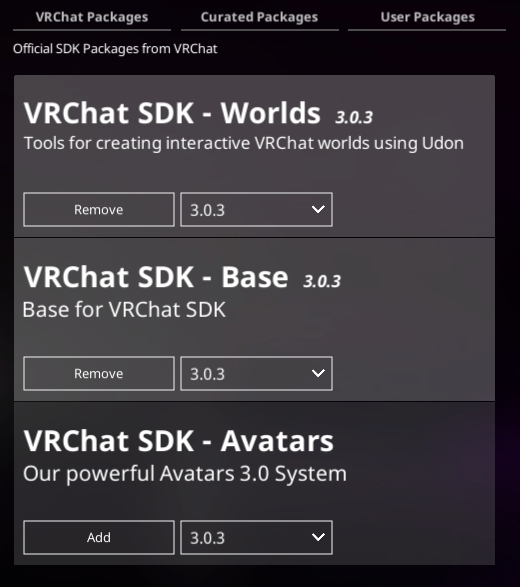 VRChat Packages Curated Packages User Packages
Official SDK Packages from VRChat
VRChat SDK - Worlds 3.0.3
Tools for creating interactive VRChat worlds using Udon
Remove 3.0.3
VRChat SDK - Base 3.0.3
Base for VRChat SDK
Remove 3.0.3
VRChat SDK - Avatars
Our powerful Avatars 3.0 System
Add 3.0.3